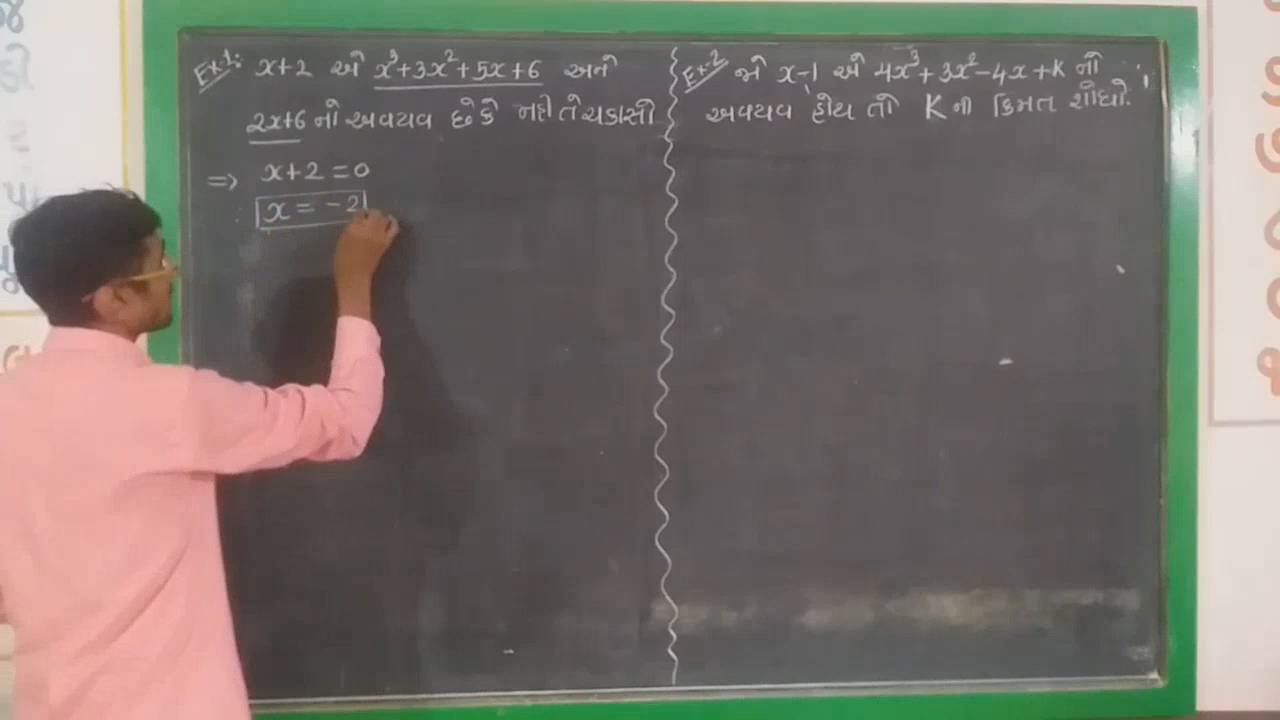 Ex-1: x+2 એ x³+3x²+5x+6 અને
2x+6 નો અવયવ છે કે નહીં તે ચકાસો
⇒ x+2 = 0
∴ x = -2
Ex-2 જો x-1 એ 4x³+3x²-4x+K નો
અવયવ હોય તો K ની કિંમત શોધો.